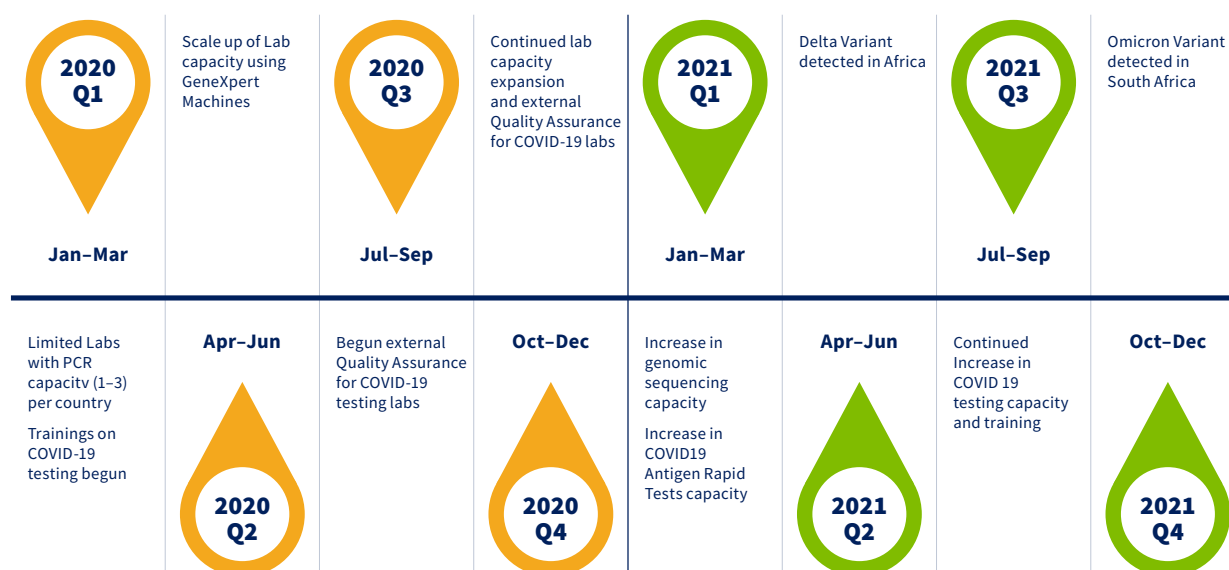 2020
Q1
Jan–Mar
Limited Labs
with PCR
capacity (1–3)
per country
Trainings on
COVID-19
testing begun
Scale up of Lab
capacity using
GeneXpert
Machines
Apr–Jun
2020
Q2
2020
Q3
Jul–Sep
Begun external
Quality Assurance
for COVID-19
testing labs
Continued lab
capacity
expansion
and external
Quality Assurance
for COVID-19 labs
Oct–Dec
2020
Q4
2021
Q1
Jan–Mar
Increase in
genomic
sequencing
capacity
Increase in
COVID19
Antigen Rapid
Tests capacity
Delta Variant
detected in Africa
Apr–Jun
2021
Q2
2021
Q3
Jul–Sep
Continued
Increase in
COVID 19
testing capacity
and training
Omicron Variant
detected in
South Africa
Oct–Dec
2021
Q4